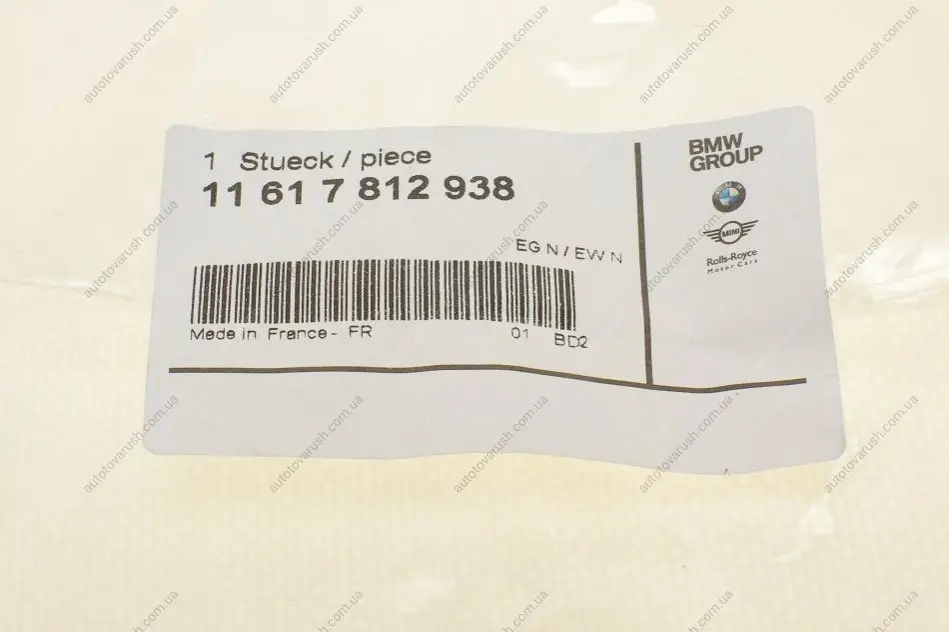 1 Stueck / piece
11 61 7 812 938
EG N / EW N
Made in France - FR 01 BD2
BMW
GROUP
MINI
Rolls-Royce
Motor Cars
autotovarush.com.ua